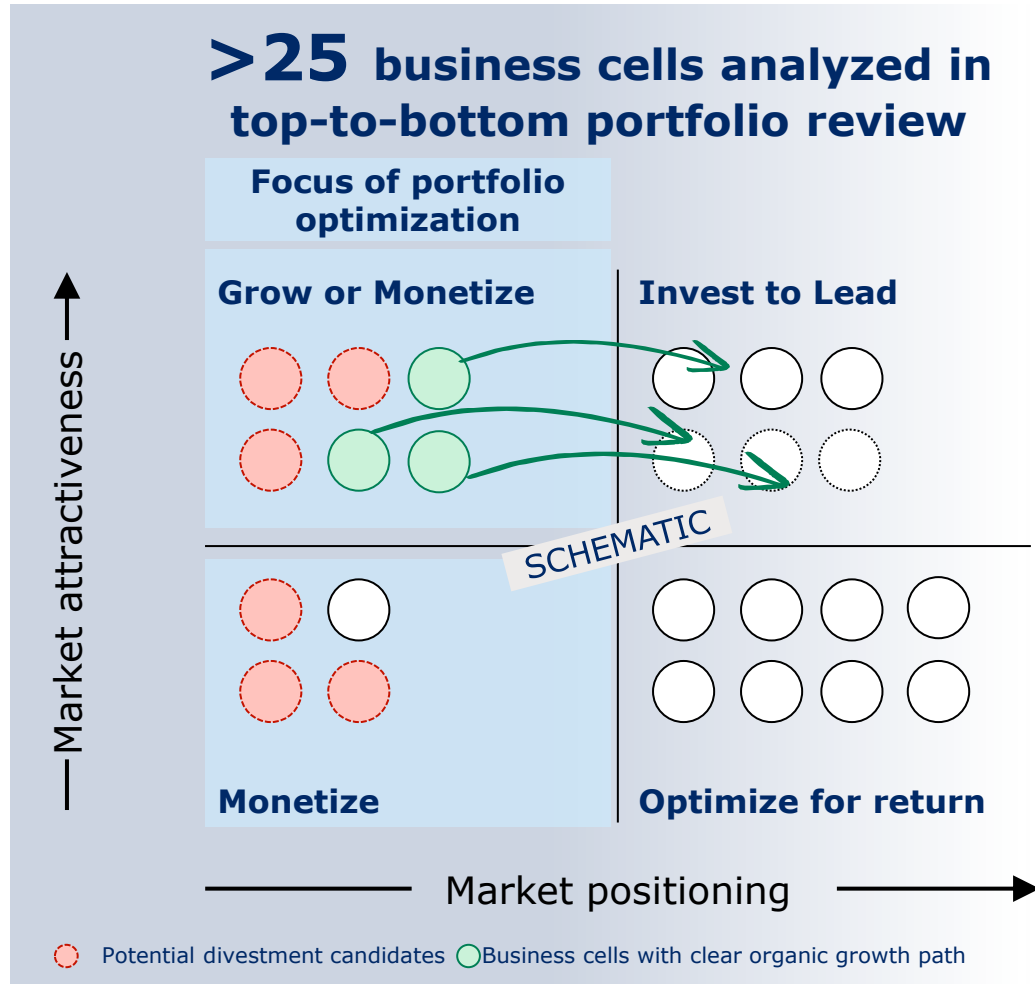 >25 business cells analyzed in
top-to-bottom portfolio review
Focus of portfolio
optimization
Grow or Monetize
Invest to Lead
Market attractiveness
SCHEMATIC
Monetize
Optimize for return
Market positioning
Potential divestment candidates
Business cells with clear organic growth path